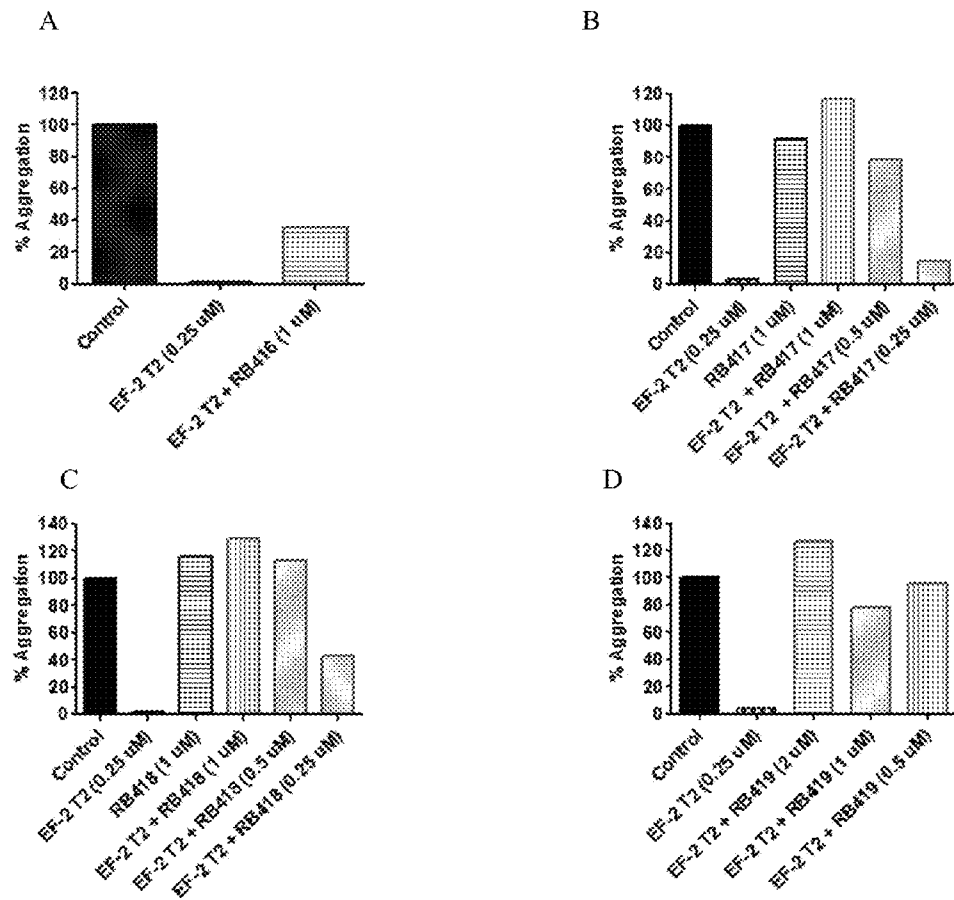 A
% Aggregation
120
100
80
60
40
20
0
Control
EF-2 T2 (0.25 uM)
EF-2 T2 + RB416 (1 uM)
B
% Aggregation
120
100
80
60
40
20
0
Control
EF-2 T2 (0.25 uM)
RB417 (1 uM)
EF-2 T2 + RB417 (1 uM)
EF-2 T2 + RB417 (0.5 uM)
EF-2 T2 + RB417 (0.25 uM)
C
% Aggregation
140
120
100
80
60
40
20
0
Control
EF-2 T2 (0.25 uM)
RB418 (1 uM)
EF-2 T2 + RB418 (1 uM)
EF-2 T2 + RB418 (0.5 uM)
EF-2 T2 + RB418 (0.25 uM)
D
% Aggregation
140
120
100
80
60
40
20
0
Control
EF-2 T2 (0.25 uM)
EF-2 T2 + RB419 (2 uM)
EF-2 T2 + RB419 (1 uM)
EF-2 T2 + RB419 (0.5 uM)